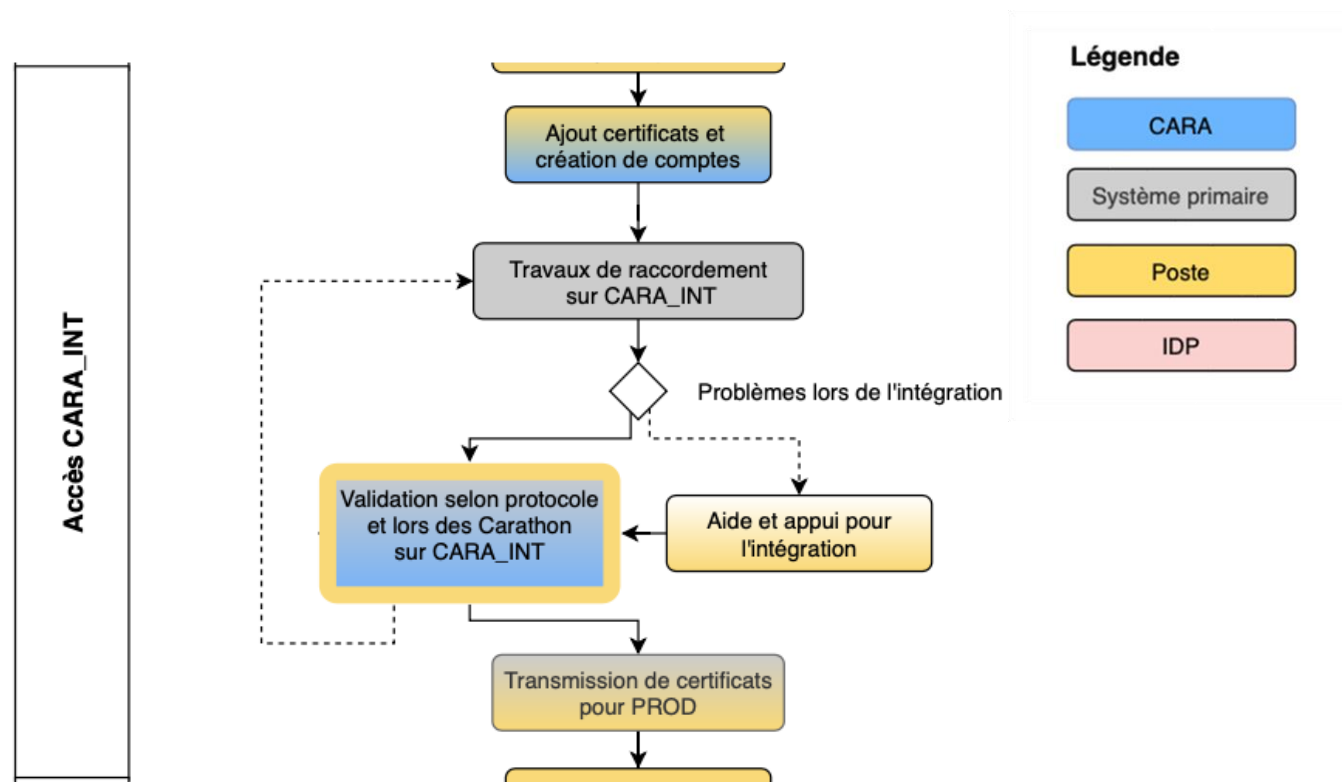 Légende
CARA
Système primaire
Poste
IDP
Accès CARA_INT
Ajout certificats et
création de comptes
Travaux de raccordement
sur CARA_INT
Problèmes lors de l'intégration
Validation selon protocole
et lors des Carathon
sur CARA_INT
Aide et appui pour
l'intégration
Transmission de certificats
pour PROD